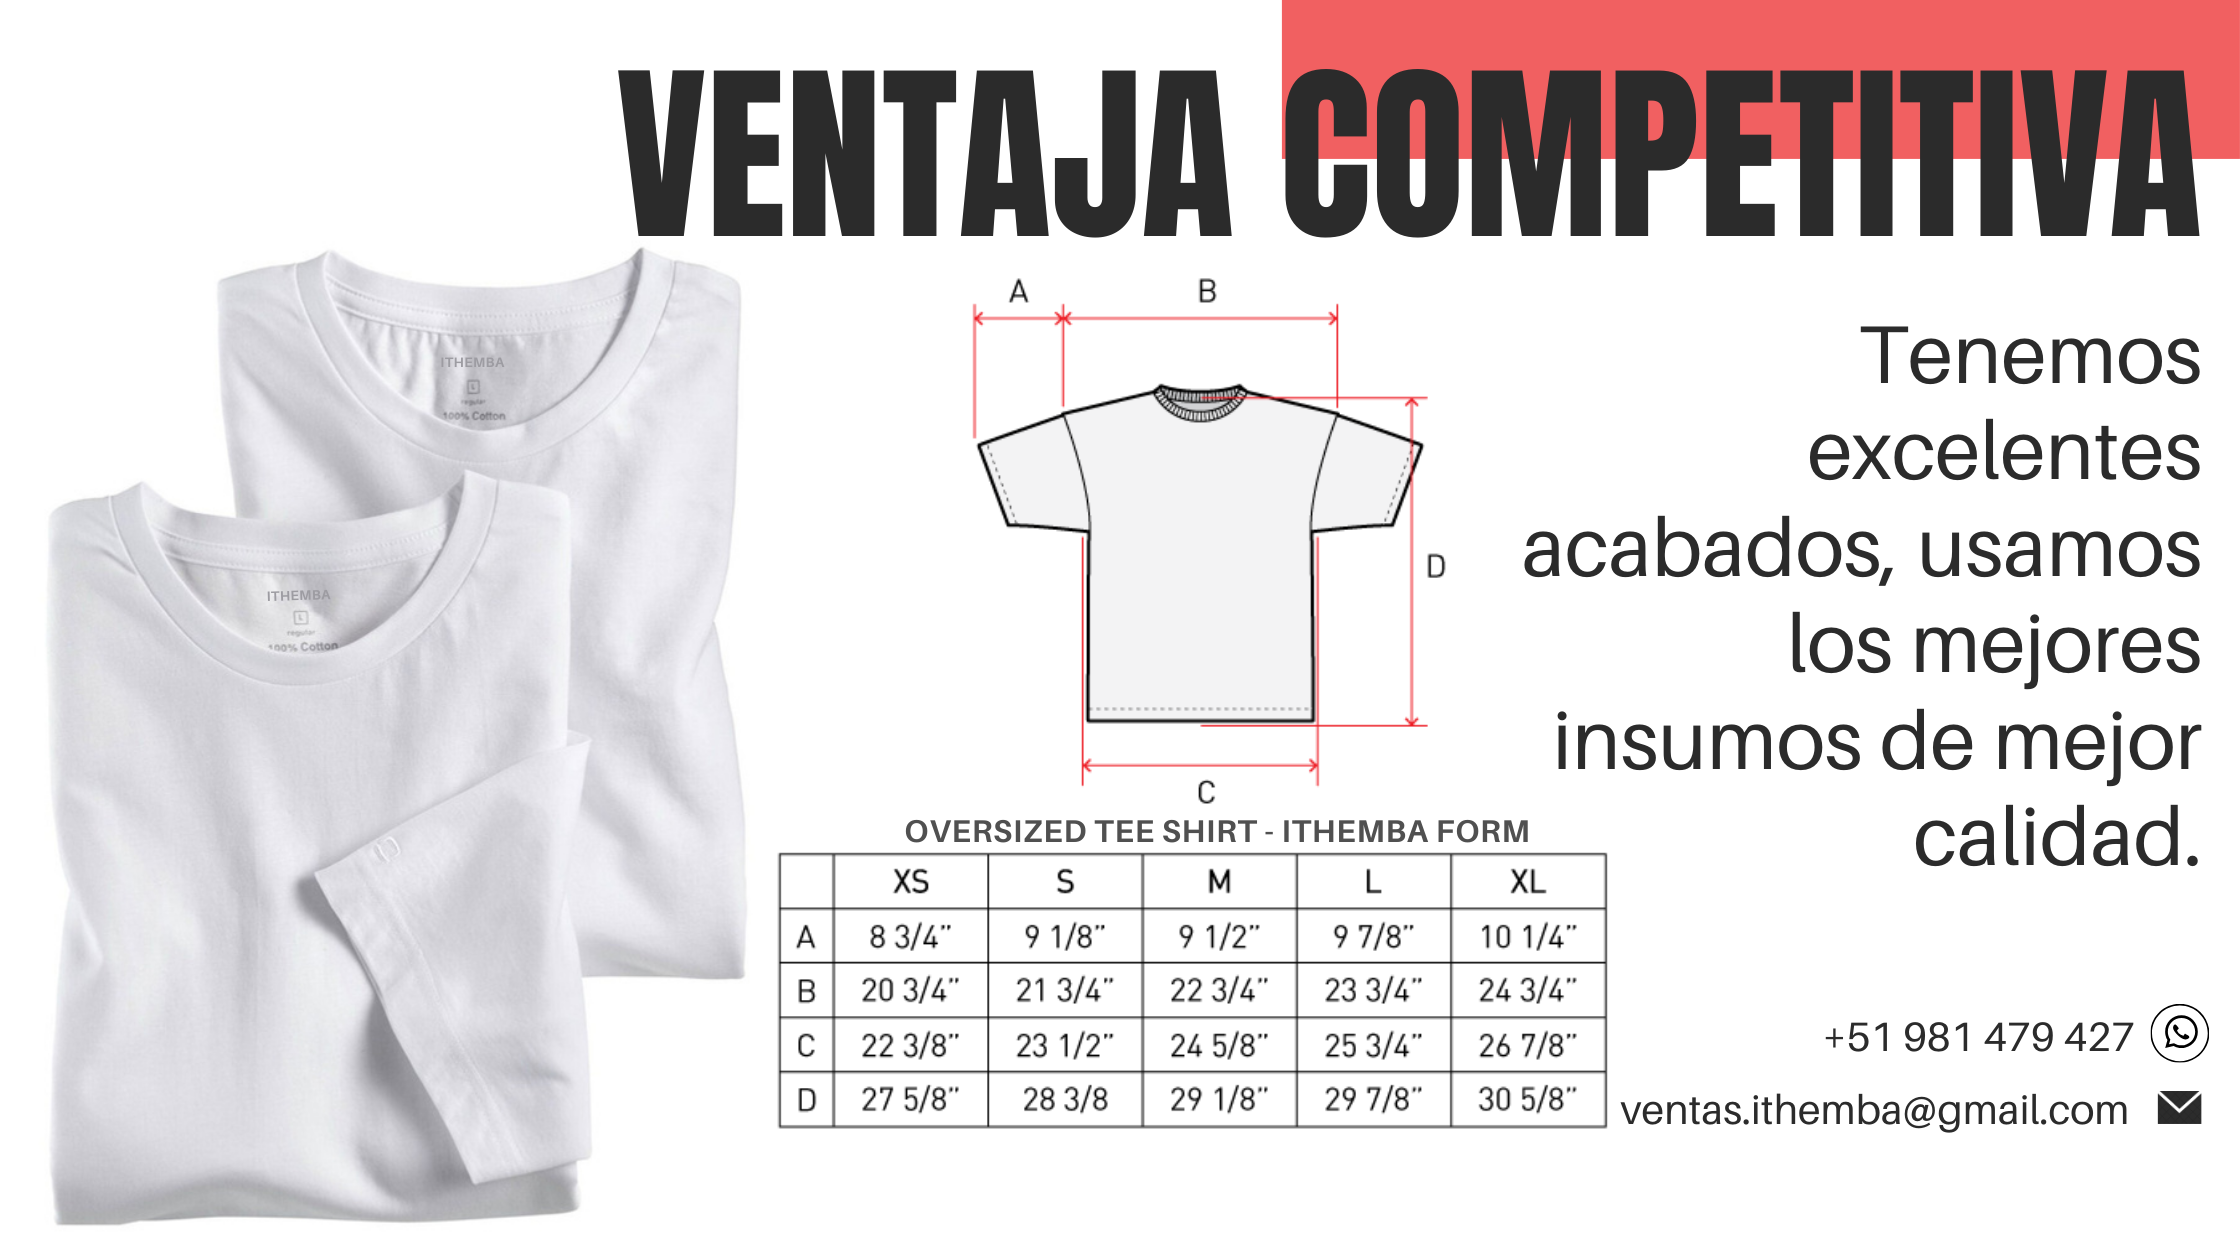 VENTAJA COMPETITIVA
ITHEMBA
L
regular
100% Cotton
ITHEMBA
L
regular
100% Cotton
A B
D
C
OVERSIZED TEE SHIRT - ITHEMBA FORM
XS S M L XL
A 8 3/4” 9 1/8” 9 1/2” 9 7/8” 10 1/4”
B 20 3/4” 21 3/4” 22 3/4” 23 3/4” 24 3/4”
C 22 3/8” 23 1/2” 24 5/8” 25 3/4” 26 7/8”
D 27 5/8” 28 3/8 29 1/8” 29 7/8” 30 5/8”
Tenemos
excelentes
acabados, usamos
los mejores
insumos de mejor
calidad.
+51 981 479 427
ventas.ithemba@gmail.com